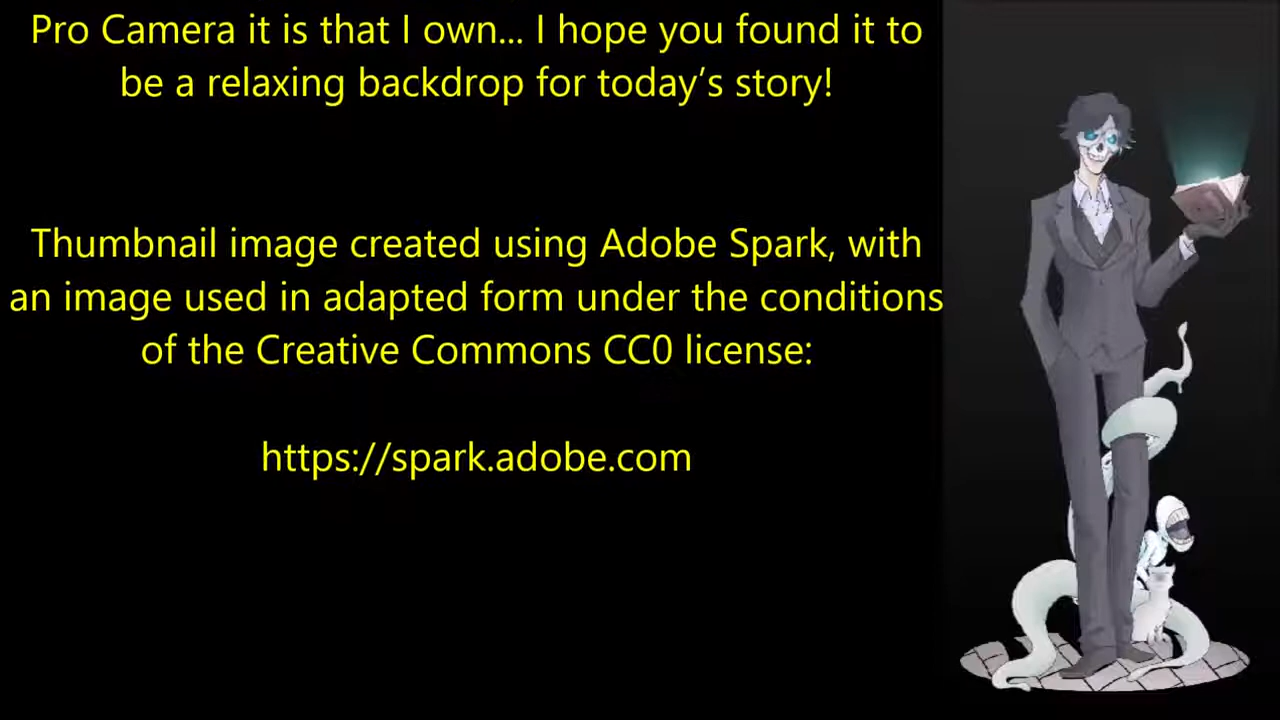 Pro Camera it is that I own... I hope you found it to
be a relaxing backdrop for today’s story!
Thumbnail image created using Adobe Spark, with
an image used in adapted form under the conditions
of the Creative Commons CC0 license:
https://spark.adobe.com